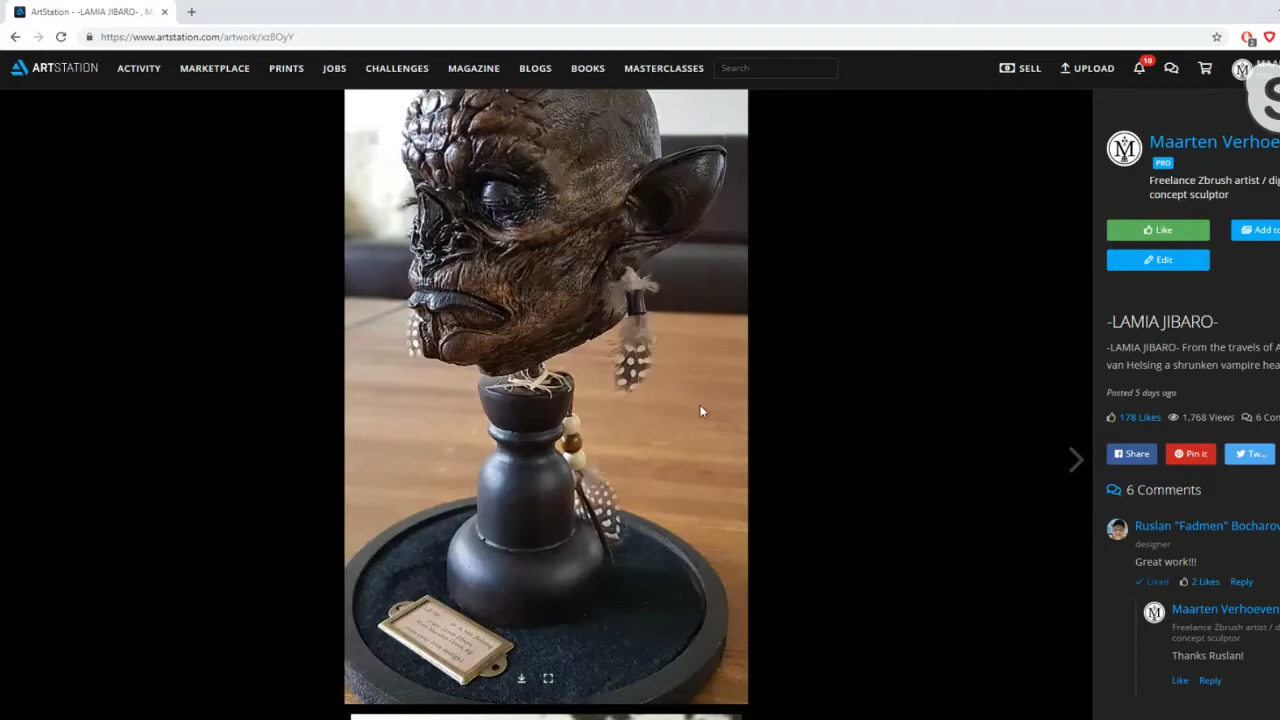 ArtStation - -LAMIA JIBARO- , M
https://www.artstation.com/artwork/xzBOyY
2
ARTSTATION
ACTIVITY
MARKETPLACE
PRINTS
JOBS
CHALLENGES
MAGAZINE
BLOGS
BOOKS
MASTERCLASSES
Search
SELL
UPLOAD
10
MAA
Maarten Verhoe
PRO
Freelance Zbrush artist / dig
concept sculptor
Like
Add to
Edit
-LAMIA JIBARO-
-LAMIA JIBARO- From the travels of A
van Helsing a shrunken vampire hea
Posted 5 days ago
178 Likes 1,768 Views 6 Com
Share
Pin it
Tw...
6 Comments
Ruslan "Fadmen" Bocharov
designer
Great work!!!
Liked 2 Likes Reply
Maarten Verhoeven
Freelance Zbrush artist / d
concept sculptor
Thanks Ruslan!
Like Reply